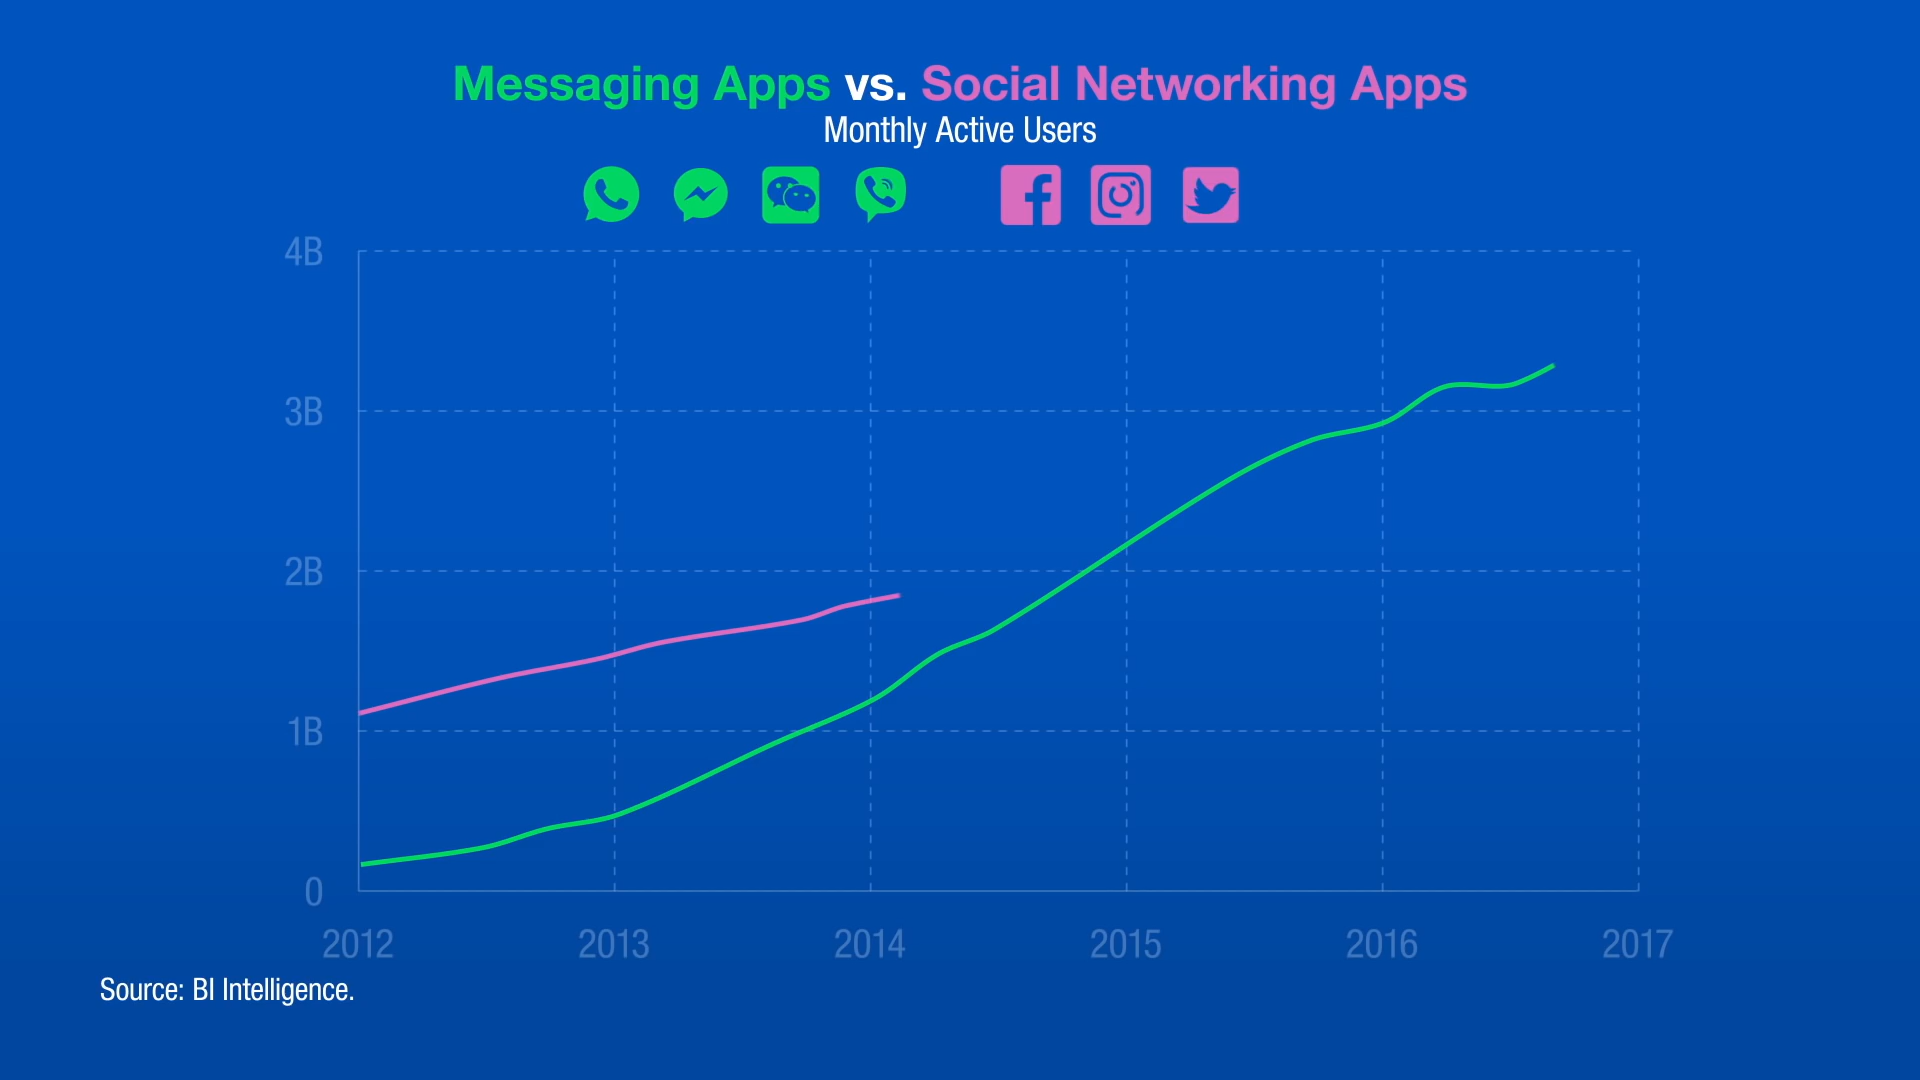 Messaging Apps vs. Social Networking Apps
Monthly Active Users
4B
3B
2B
1B
0
2012 2013 2014 2015 2016 2017
Source: BI Intelligence.